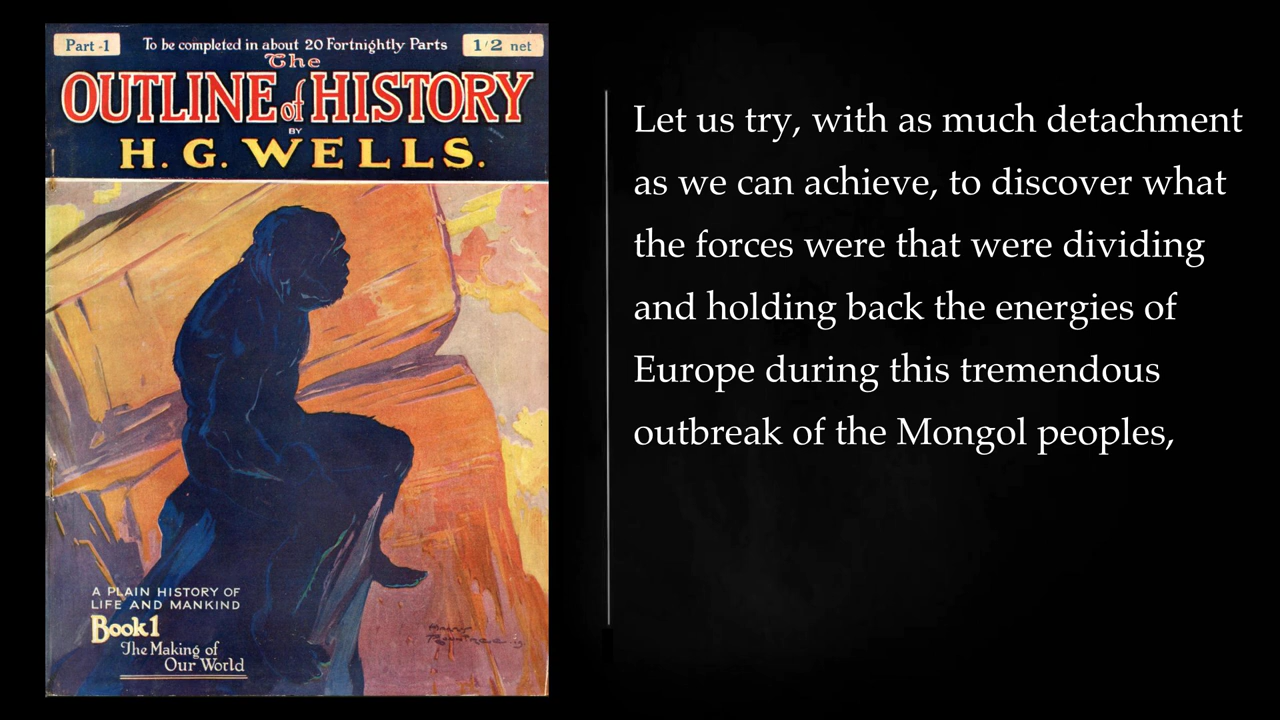 Part -1
To be completed in about 20 Fortnightly Parts
1/2 net
The
OUTLINE of HISTORY
BY
H. G. WELLS.
A PLAIN HISTORY OF
LIFE AND MANKIND
Book 1
The Making of
Our World
Let us try, with as much detachment
as we can achieve, to discover what
the forces were that were dividing
and holding back the energies of
Europe during this tremendous
outbreak of the Mongol peoples,